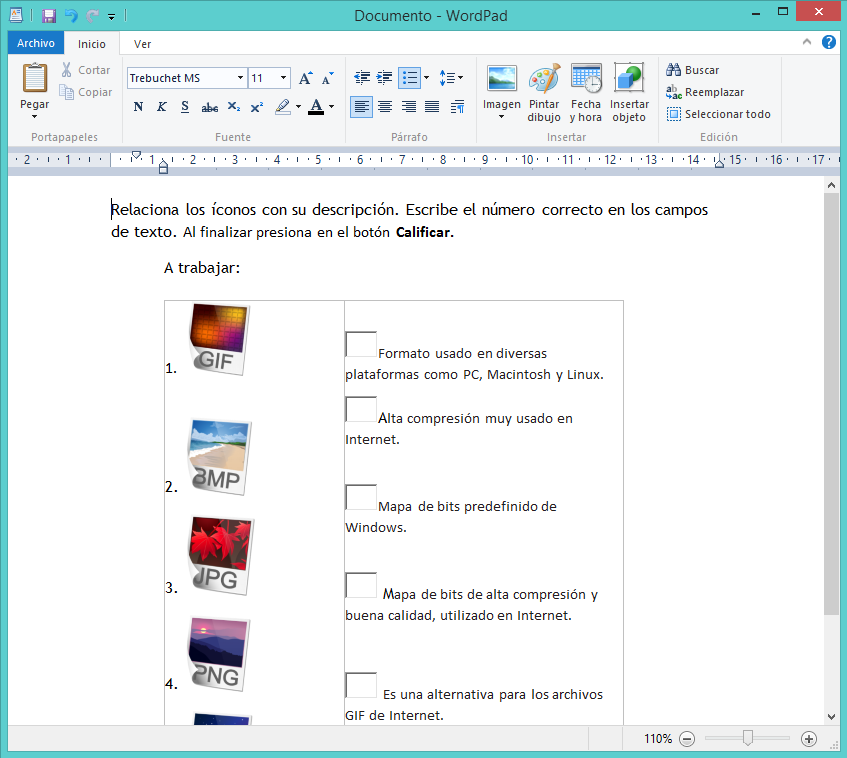 Documento - WordPad
Archivo Inicio Ver
Pegar
Cortar
Copiar
Portapapeles
Trebuchet MS 11
N K S abc X₂ X²
Fuente
Párrafo
Imagen
Pintar dibujo
Fecha y hora
Insertar objeto
Insertar
Buscar
Reemplazar
Seleccionar todo
Edición
2 1 1 2 3 4 5 6 7 8 9 10 11 12 13 14 15 16 17
Relaciona los íconos con su descripción. Escribe el número correcto en los campos
de texto. Al finalizar presiona en el botón Calificar.
A trabajar:
1. GIF
Formato usado en diversas
plataformas como PC, Macintosh y Linux.
Alta compresión muy usado en
Internet.
2. BMP
Mapa de bits predefinido de
Windows.
3. JPG
Mapa de bits de alta compresión y
buena calidad, utilizado en Internet.
4. PNG
Es una alternativa para los archivos
GIF de Internet.
110%